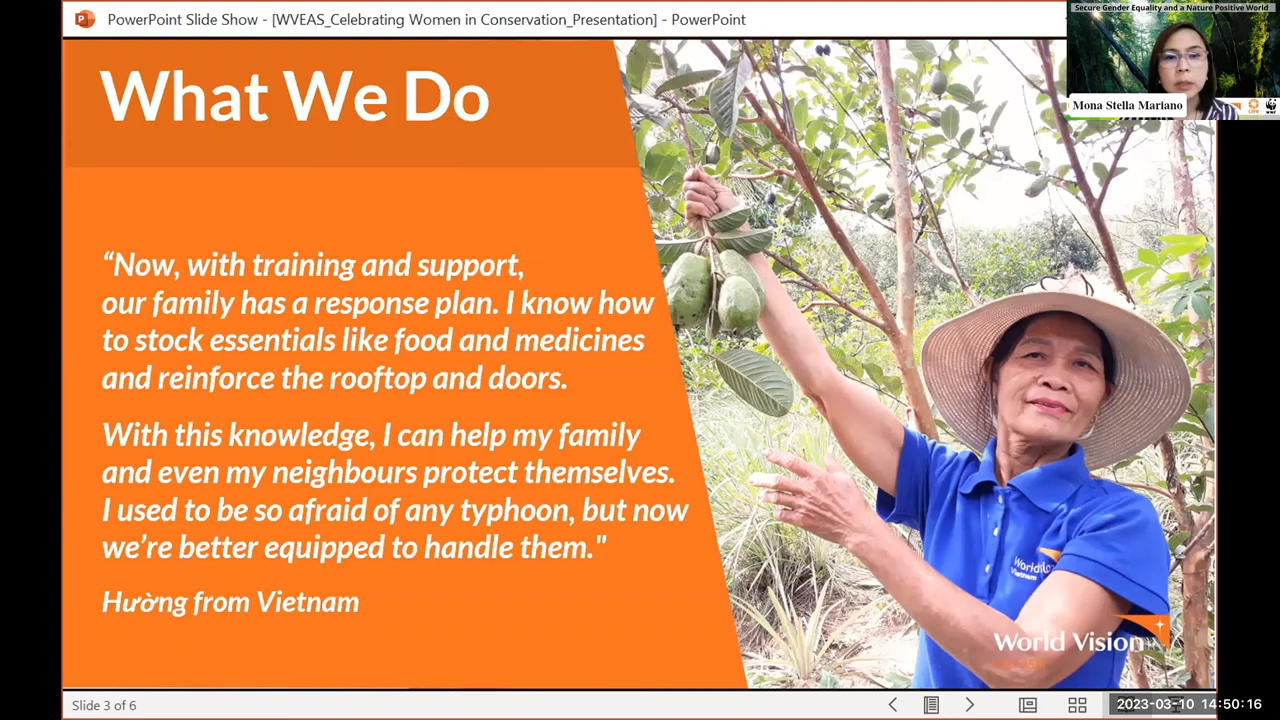 PowerPoint Slide Show - [WVEAS_Celebrating Women in Conservation_Presentation] - PowerPoint
Secure Gender Equality and a Nature Positive World
Mona Stella Mariano
WWF
What We Do
“Now, with training and support,
our family has a response plan. I know how
to stock essentials like food and medicines
and reinforce the rooftop and doors.
With this knowledge, I can help my family
and even my neighbours protect themselves.
I used to be so afraid of any typhoon, but now
we’re better equipped to handle them."
Hường from Vietnam
Vietnam
World Vision
Slide 3 of 6
2023-03-10 14:50:16